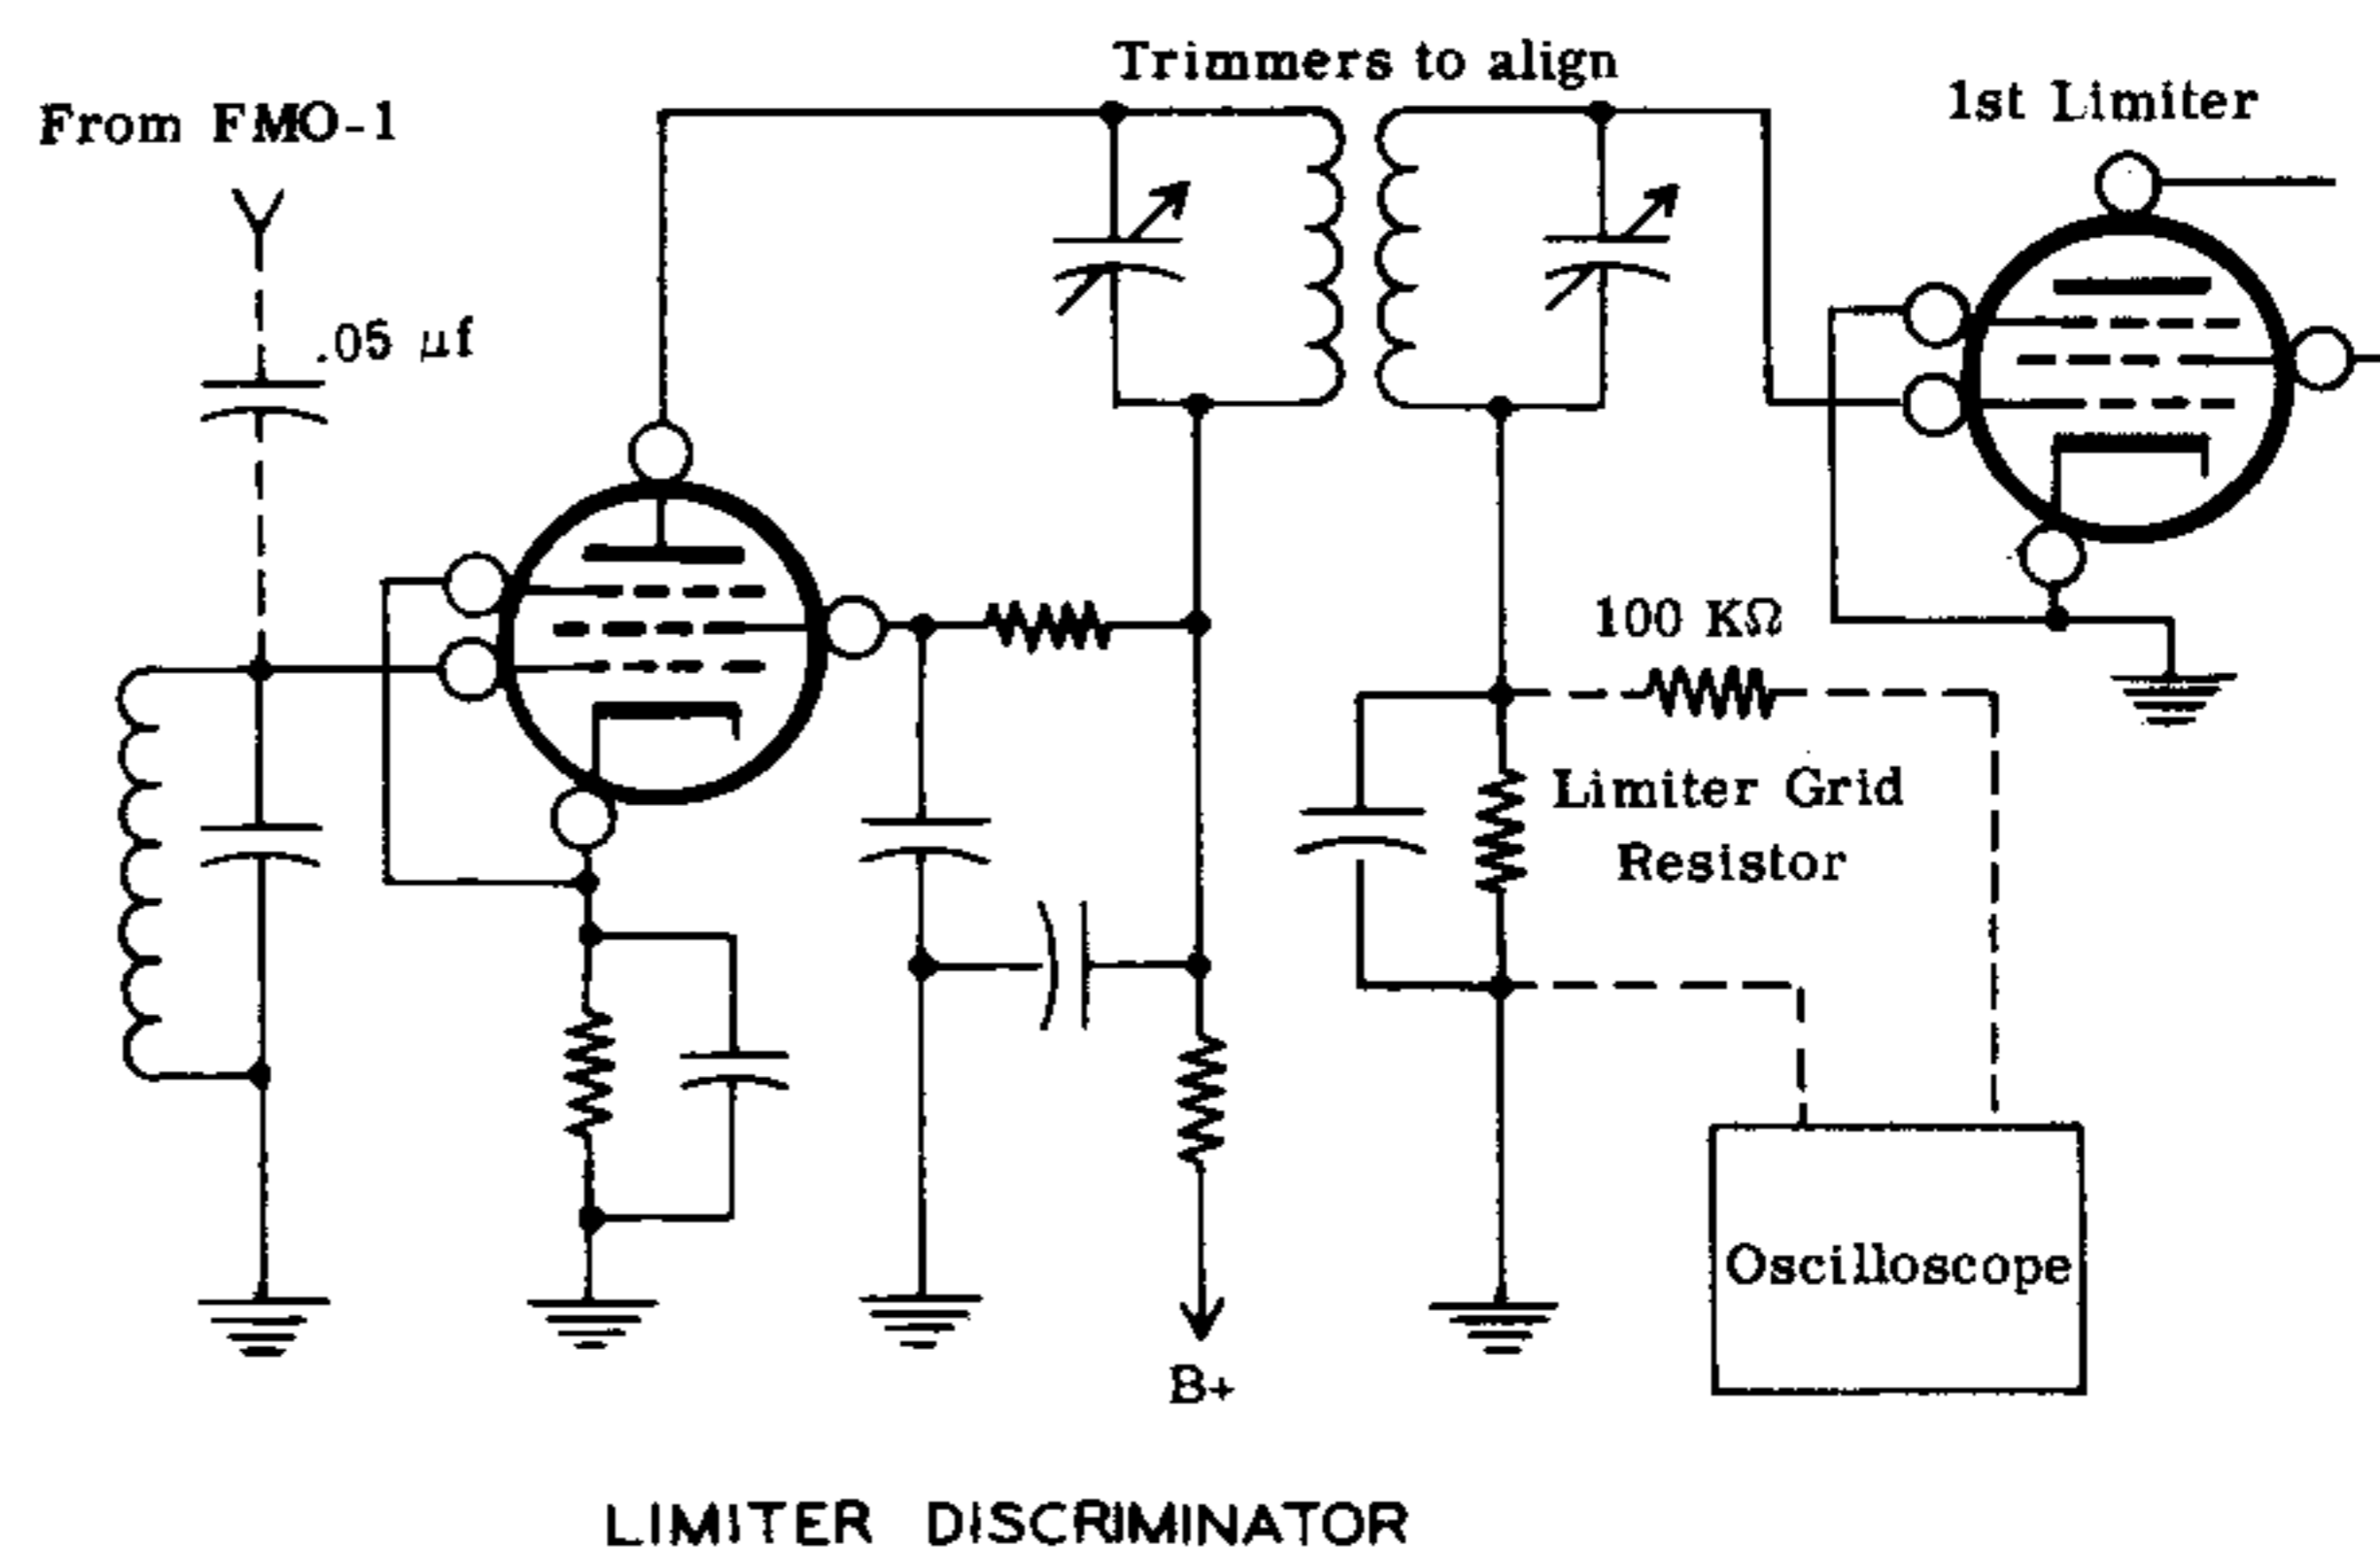 Trimmers to align
From FMO-1
1st Limiter
.05 μf
100 KΩ
Limiter Grid
Resistor
Oscilloscope
B+
LIMITER DISCRIMINATOR